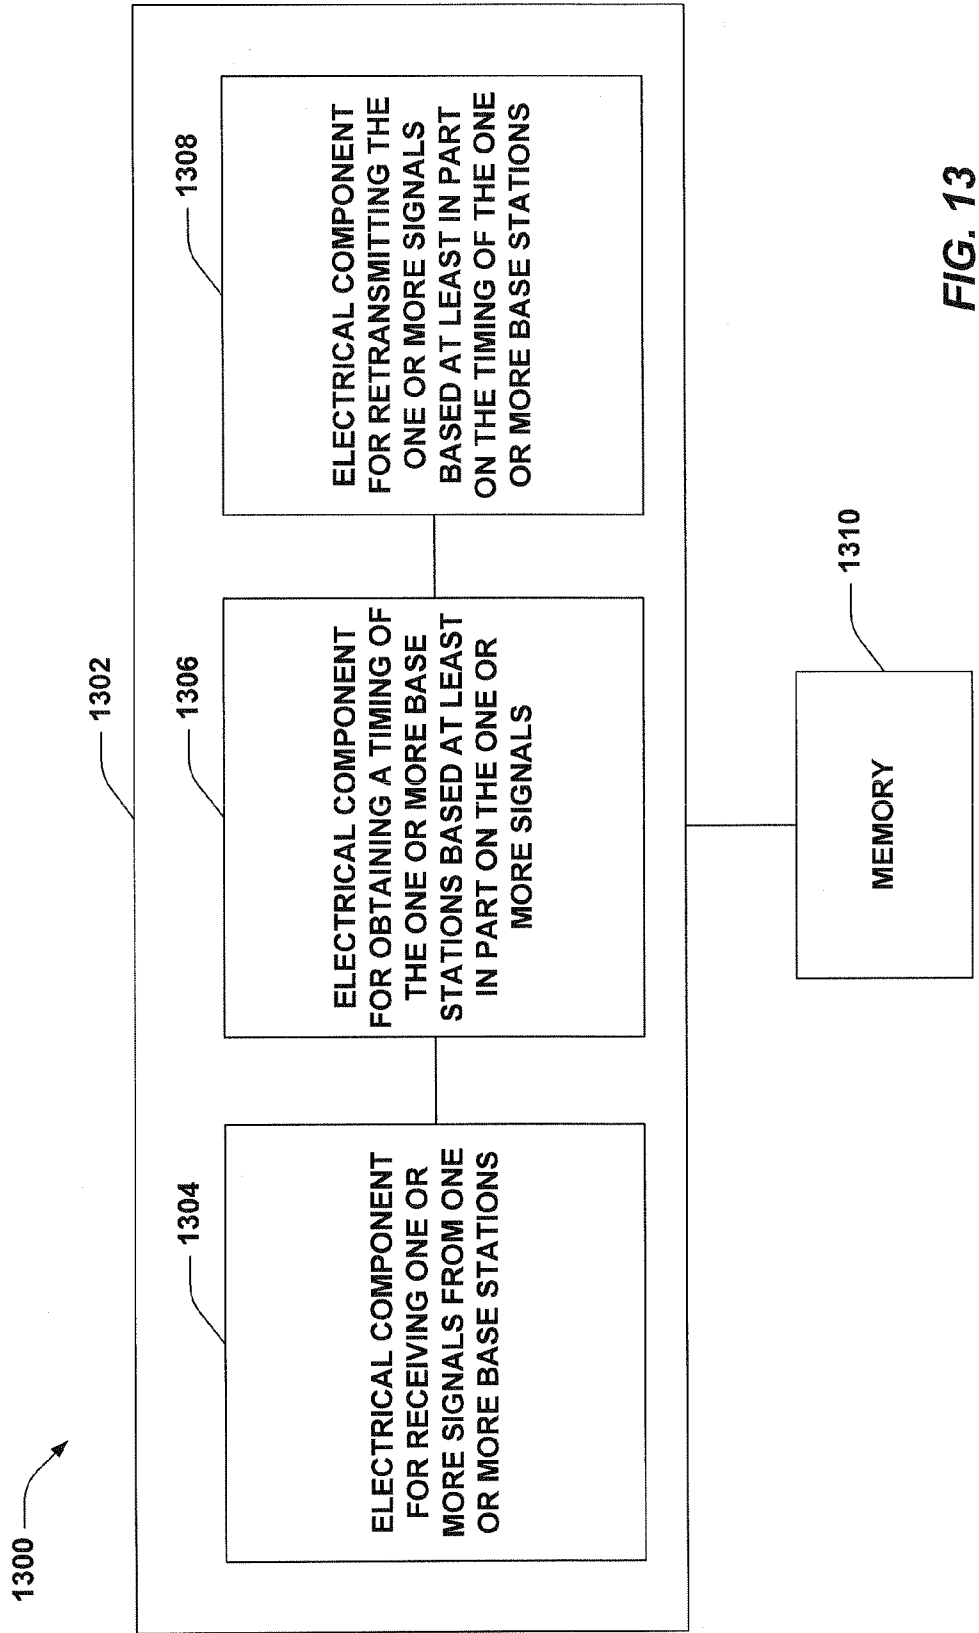 1300
1302
1304
ELECTRICAL COMPONENT
FOR RECEIVING ONE OR
MORE SIGNALS FROM ONE
OR MORE BASE STATIONS
1306
ELECTRICAL COMPONENT
FOR OBTAINING A TIMING OF
THE ONE OR MORE BASE
STATIONS BASED AT LEAST
IN PART ON THE ONE OR
MORE SIGNALS
1308
ELECTRICAL COMPONENT
FOR RETRANSMITTING THE
ONE OR MORE SIGNALS
BASED AT LEAST IN PART
ON THE TIMING OF THE ONE
OR MORE BASE STATIONS
1310
MEMORY
FIG. 13